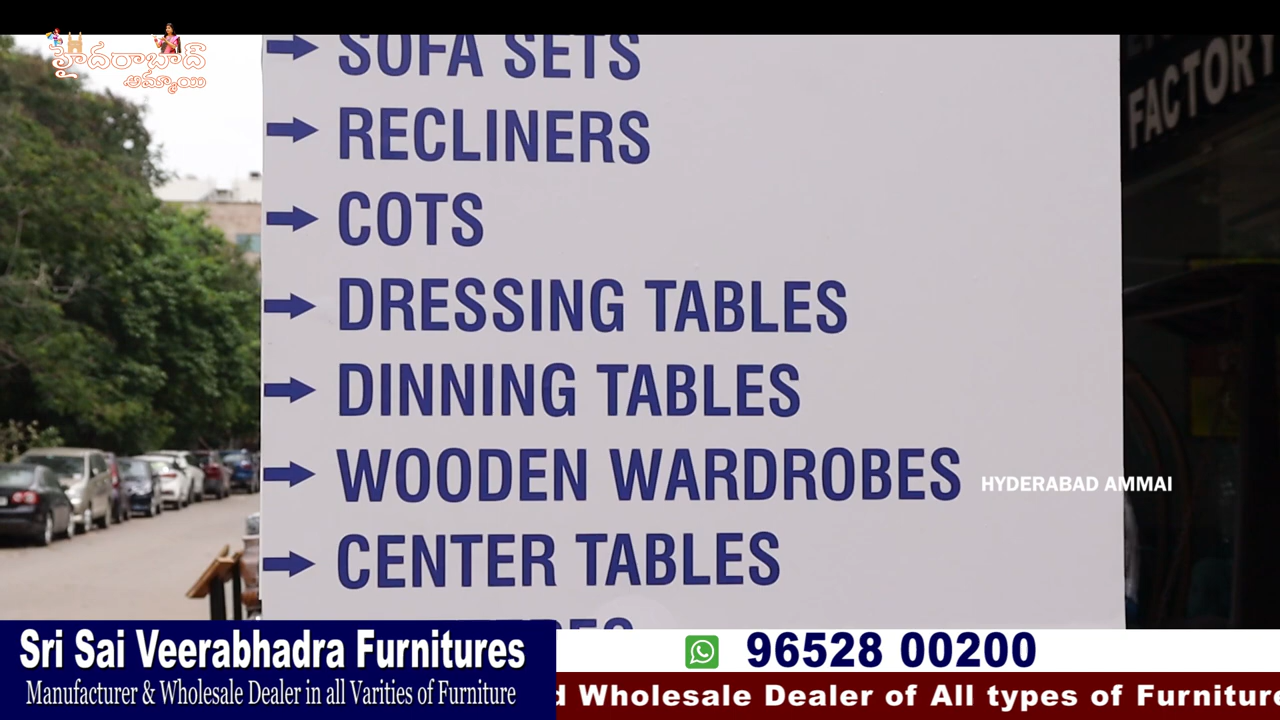 హైదరాబాద్
అమ్మాయి
SOFA SETS
RECLINERS
COTS
DRESSING TABLES
DINNING TABLES
WOODEN WARDROBES
CENTER TABLES
FACTORY
HYDERABAD AMMAI
Sri Sai Veerabhadra Furnitures
Manufacturer & Wholesale Dealer in all Varities of Furniture
96528 00200
d Wholesale Dealer of All types of Furniture